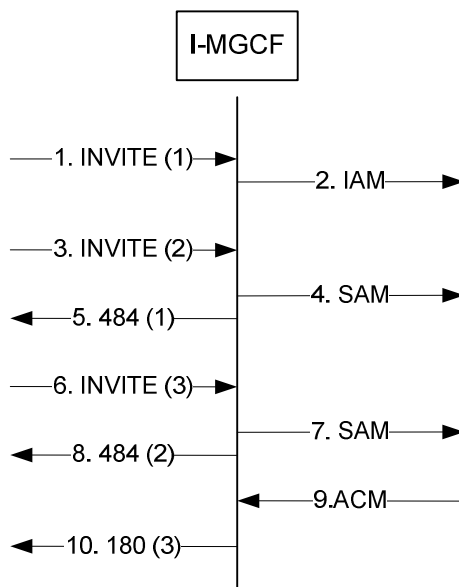 I-MGCF
1. INVITE (1)
2. IAM
3. INVITE (2)
4. SAM
5. 484 (1)
6. INVITE (3)
7. SAM
8. 484 (2)
9.ACM
10. 180 (3)